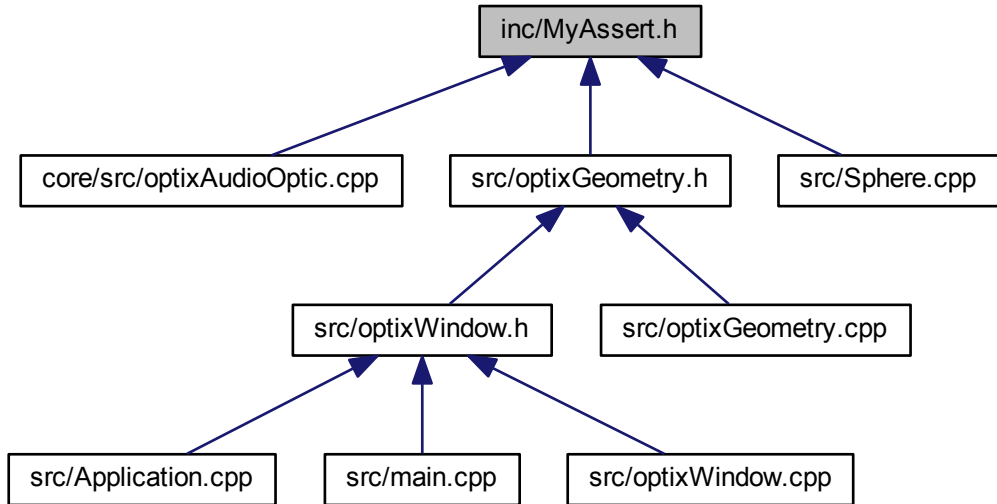 inc/MyAssert.h
core/src/optixAudioOptic.cpp
src/optixGeometry.h
src/Sphere.cpp
src/optixWindow.h
src/optixGeometry.cpp
src/Application.cpp
src/main.cpp
src/optixWindow.cpp